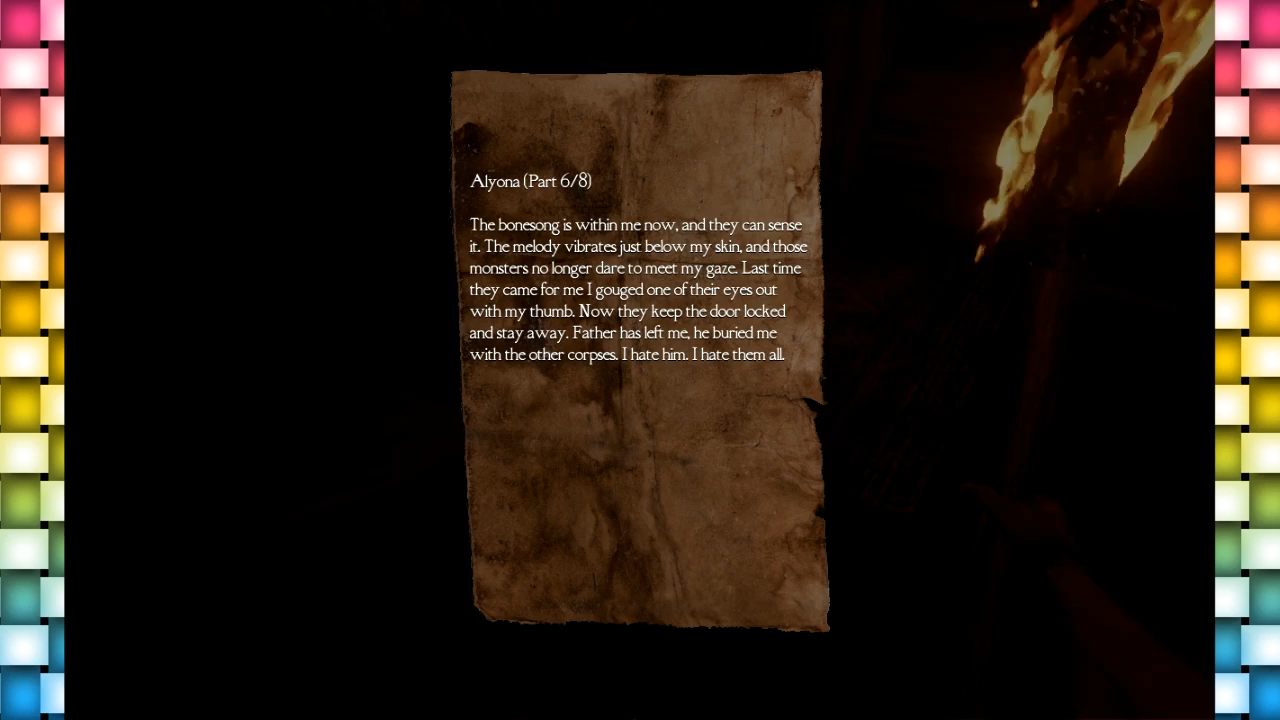 Alyona (Part 6/8)
The bonesong is within me now, and they can sense
it. The melody vibrates just below my skin, and those
monsters no longer dare to meet my gaze. Last time
they came for me I gouged one of their eyes out
with my thumb. Now they keep the door locked
and stay away. Father has left me, he buried me
with the other corpses. I hate him. I hate them all.